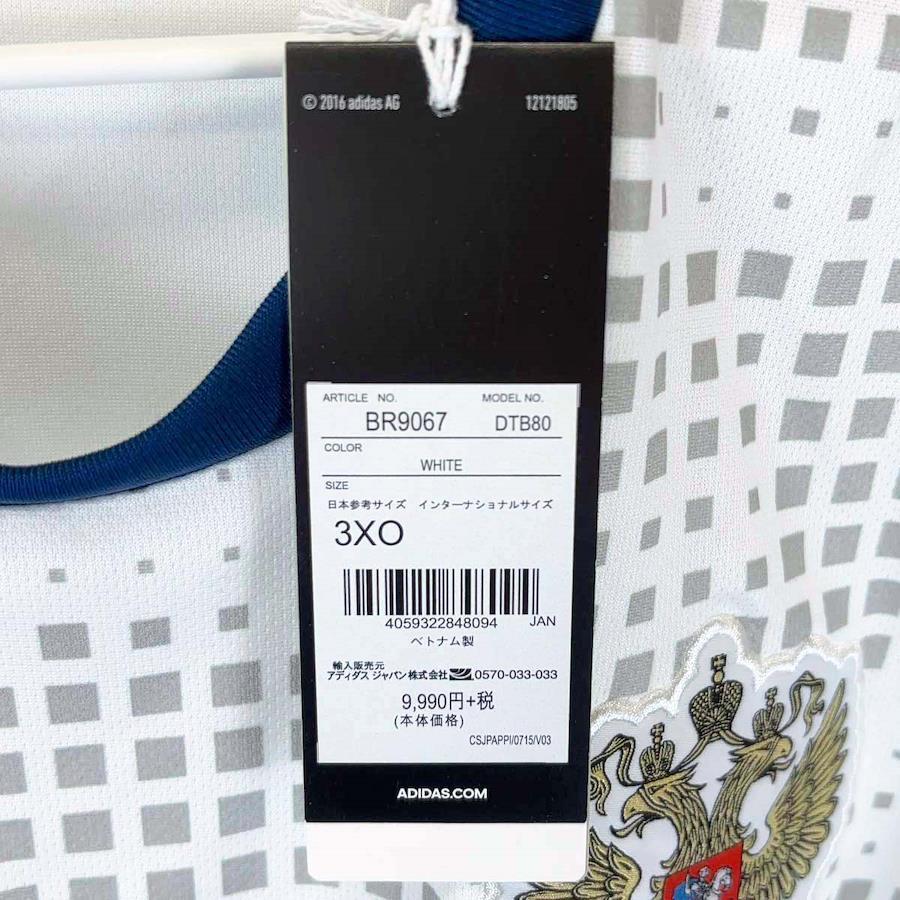 © 2016 adidas AG 12121805
ARTICLE NO. MODEL NO.
BR9067 DTB80
COLOR
WHITE
SIZE
日本参考サイズ インターナショナルサイズ
3XO
4059322848094 JAN
ベトナム製
輸入販売元
アディダス ジャパン株式会社 0570-033-033
9,990円+税
(本体価格)
CSJPAPPI/0715/V03
ADIDAS.COM